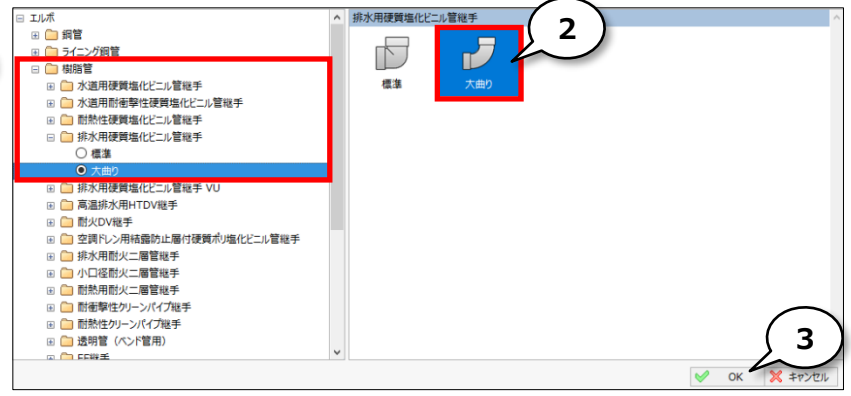 エルボ
鋼管
ライニング鋼管
樹脂管
水道用硬質塩化ビニル管継手
水道用耐衝撃性硬質塩化ビニル管継手
耐熱性硬質塩化ビニル管継手
排水用硬質塩化ビニル管継手
標準
大曲り
排水用硬質塩化ビニル管継手 VU
高温排水用HTDV継手
耐火DV継手
空調ドレン用結露防止層付硬質ポリ塩化ビニル管継手
排水用耐火二層管継手
小口径耐火二層管継手
耐熱用耐火二層管継手
耐衝撃性クリーンパイプ継手
耐熱性クリーンパイプ継手
透明管（ベンド管用）
排水用硬質塩化ビニル管継手
標準
大曲り
2
3
OK
キャンセル